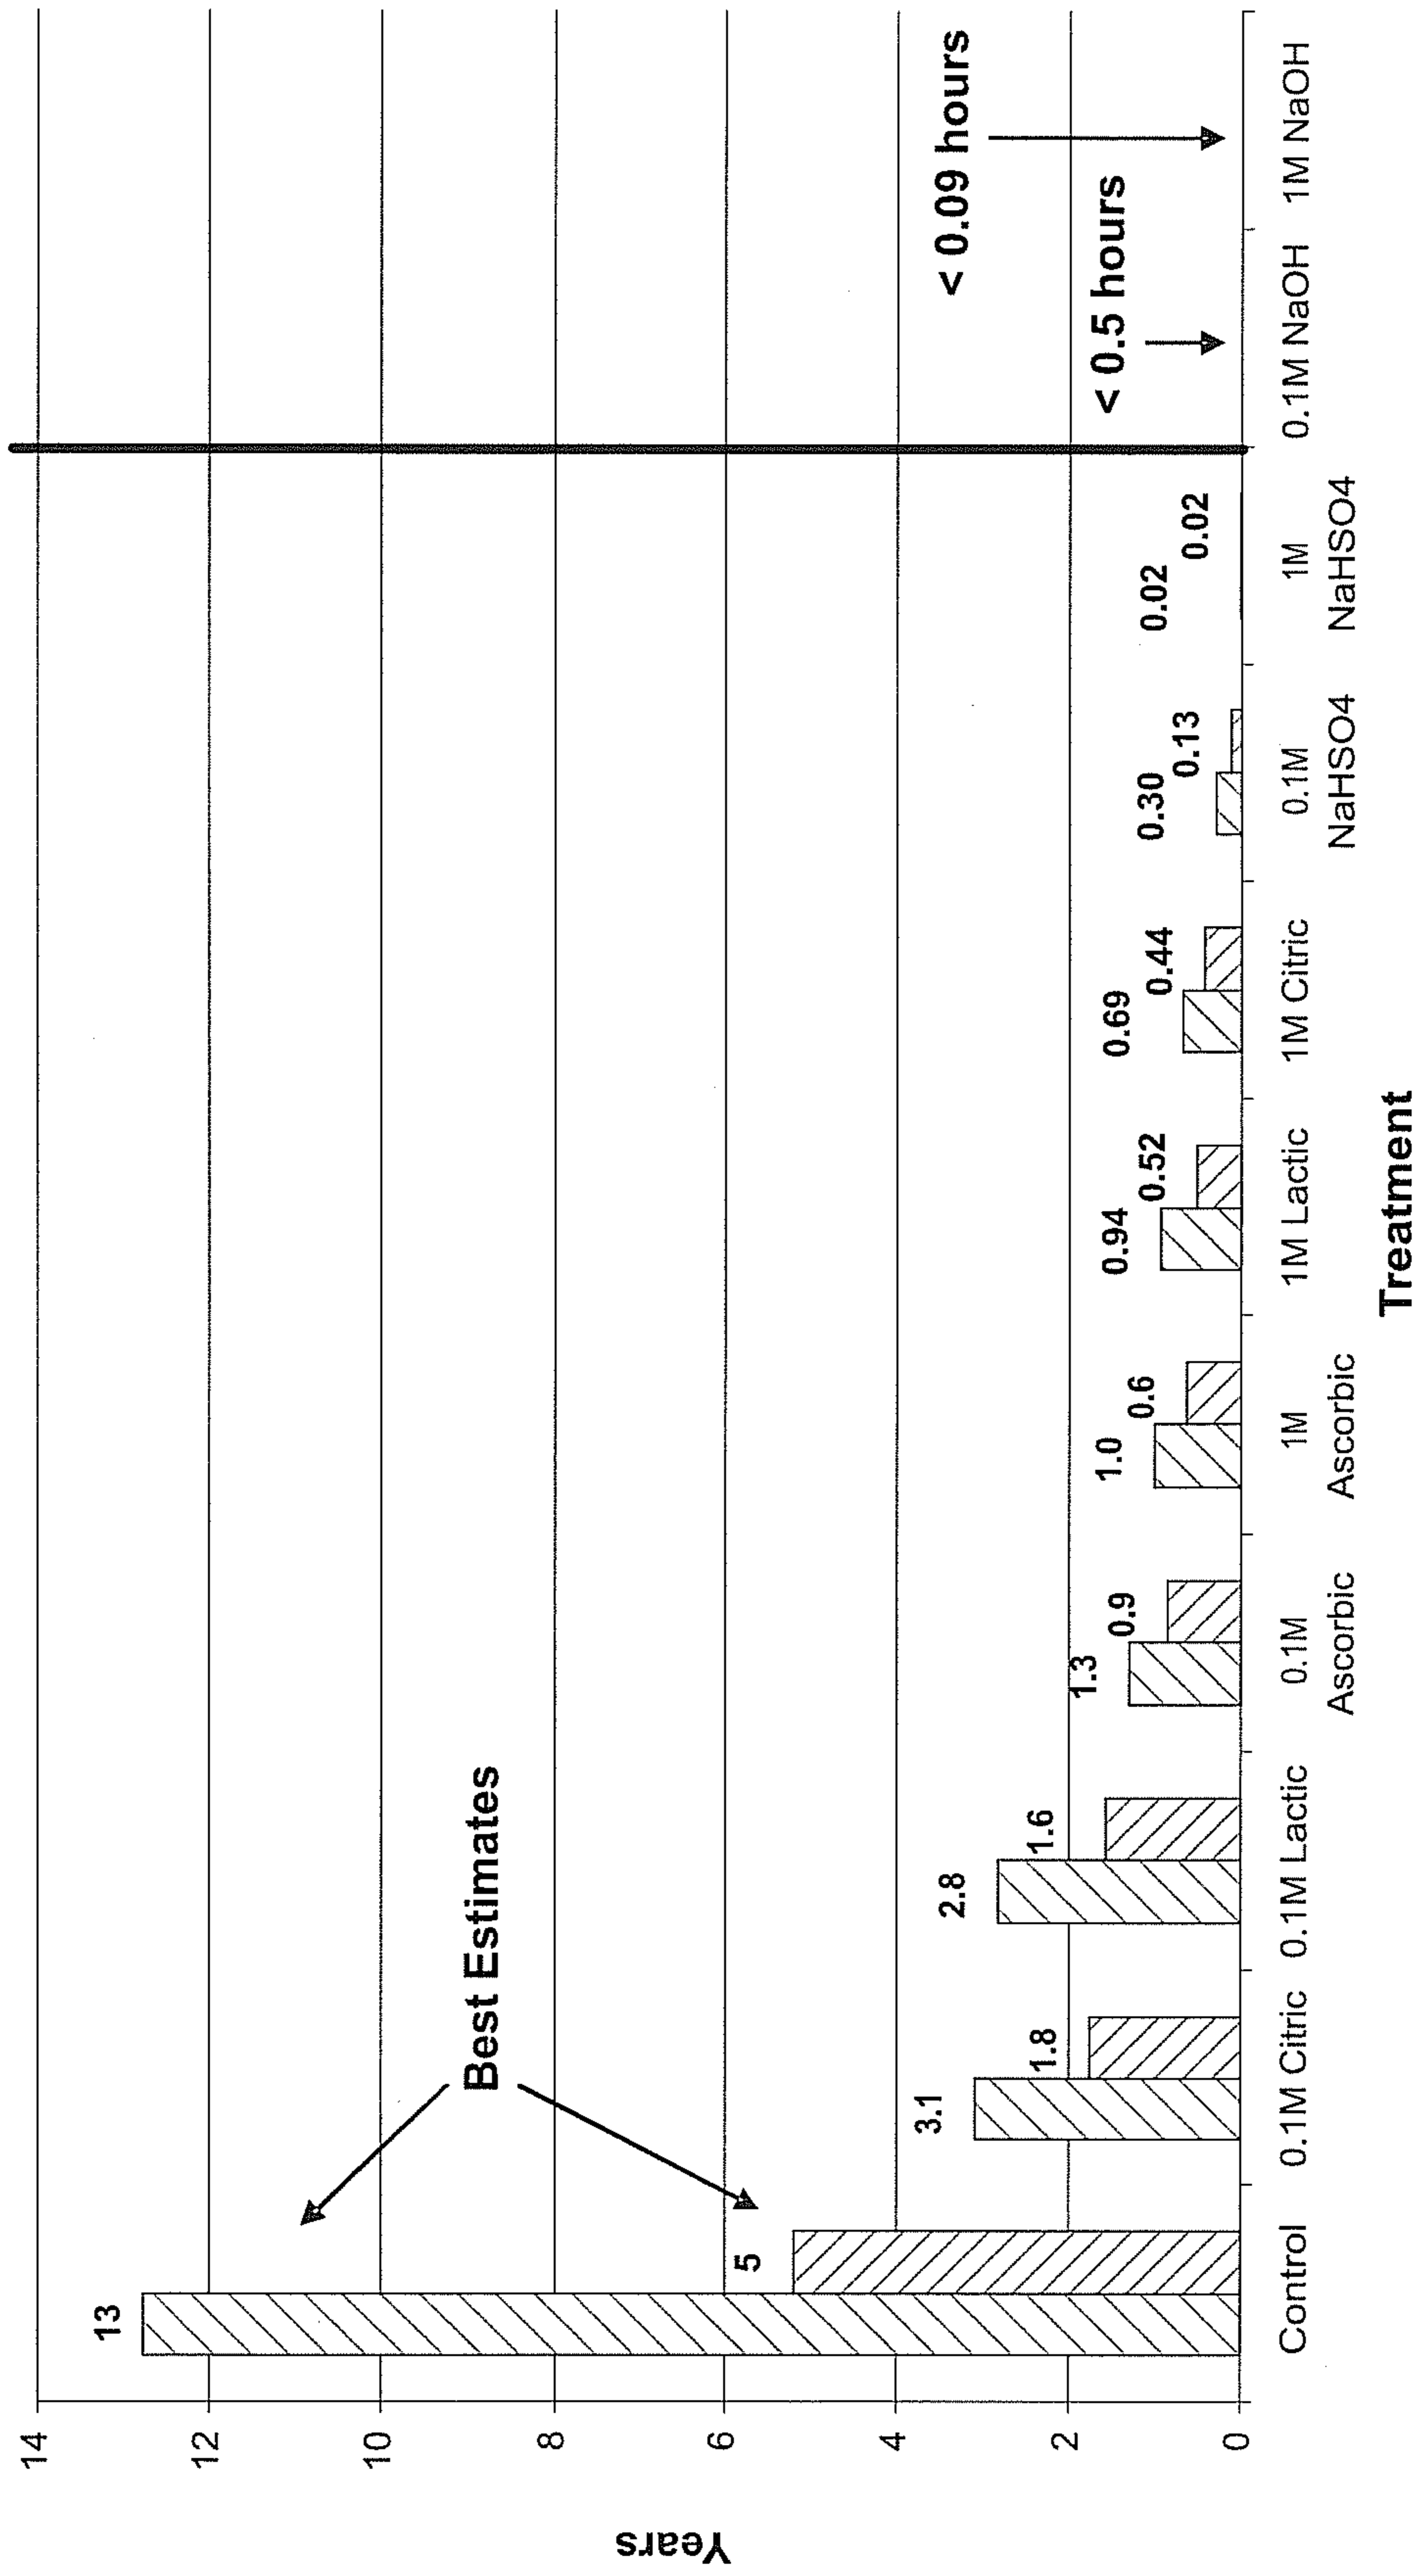 Years
14
12
10
8
6
4
2
0
13
5
Best Estimates
3.1
1.8
2.8
1.6
1.3
0.9
1.0
0.6
0.94
0.52
0.69
0.44
0.30
0.13
0.02
0.02
< 0.5 hours
< 0.09 hours
Control
0.1M Citric
0.1M Lactic
0.1M
Ascorbic
1M
Ascorbic
1M Lactic
1M Citric
0.1M
NaHSO4
1M
NaHSO4
0.1M NaOH
1M NaOH
Treatment